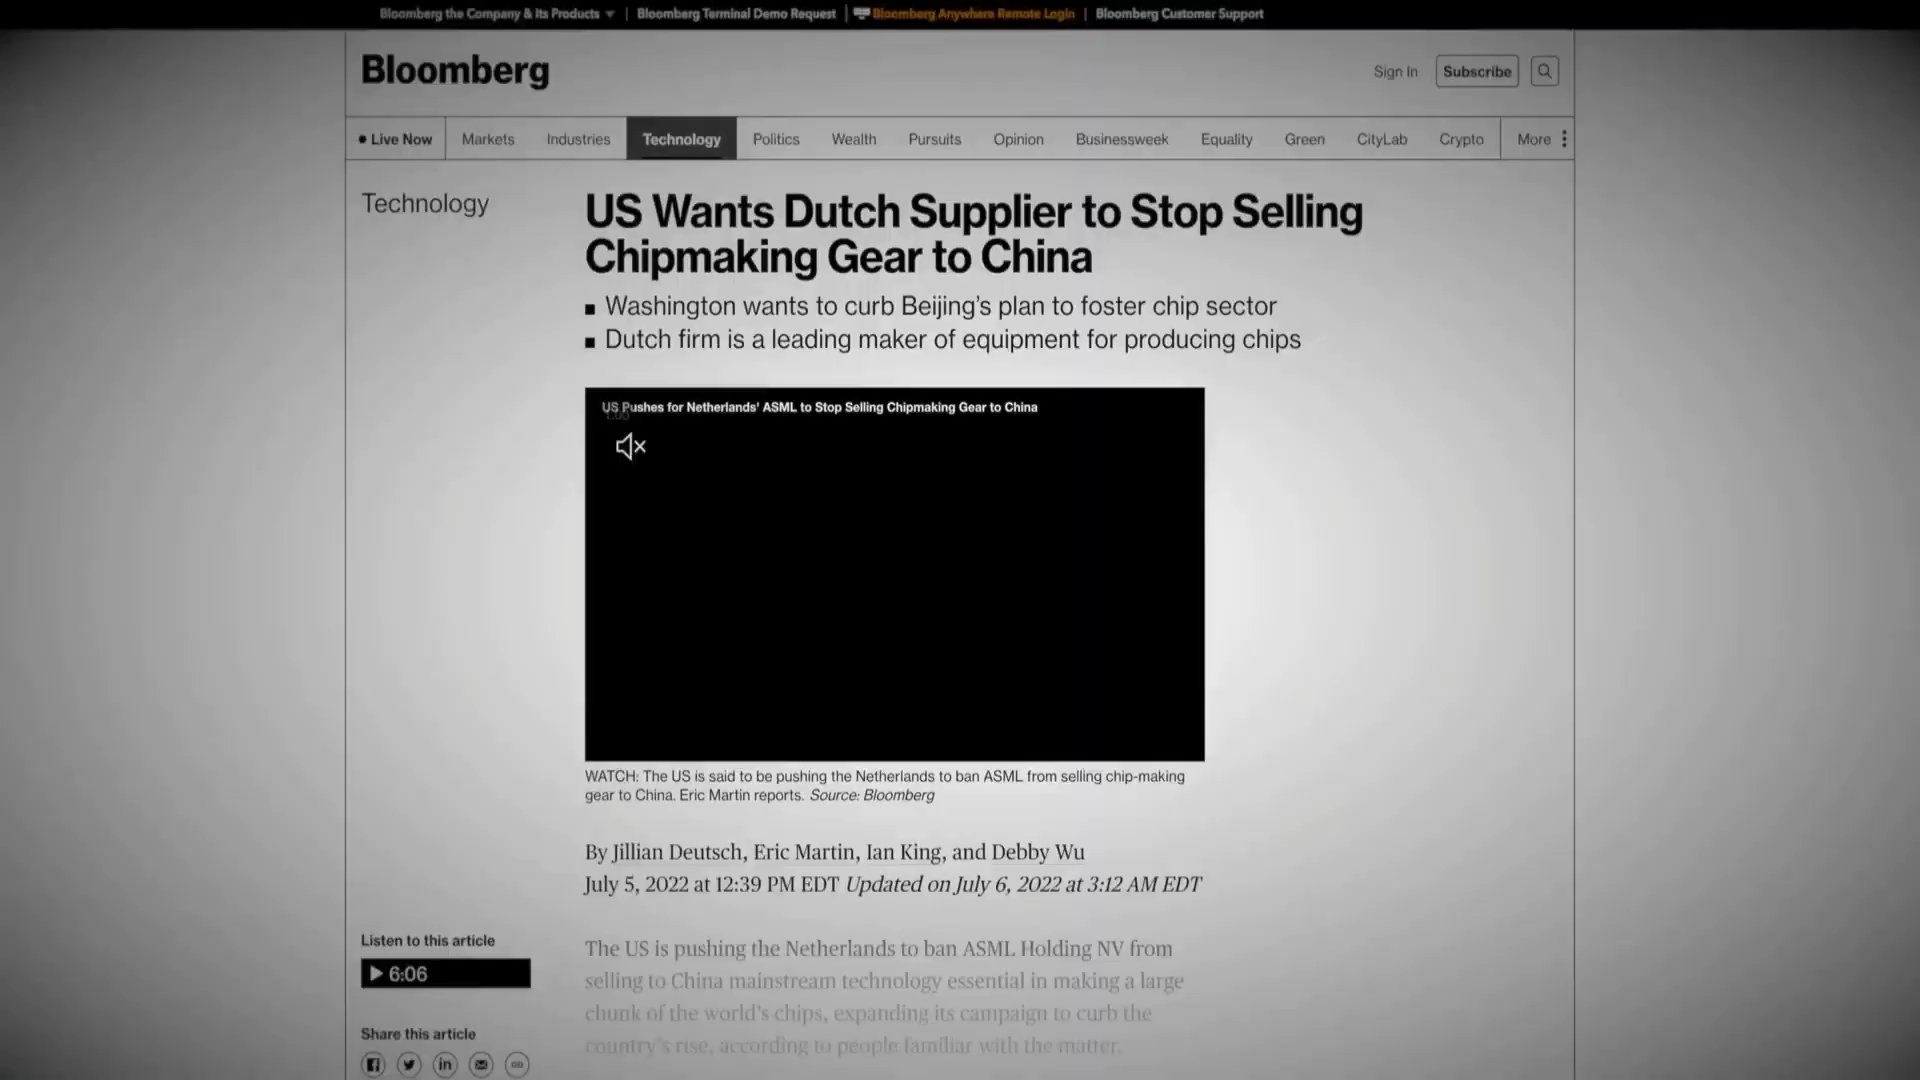 Bloomberg the Company & Its Products
Bloomberg Terminal Demo Request
Bloomberg Anywhere Remote Login
Bloomberg Customer Support
Bloomberg
Sign In
Subscribe
Live Now
Markets
Industries
Technology
Politics
Wealth
Pursuits
Opinion
Businessweek
Equality
Green
CityLab
Crypto
More
Technology
US Wants Dutch Supplier to Stop Selling
Chipmaking Gear to China
Washington wants to curb Beijing's plan to foster chip sector
Dutch firm is a leading maker of equipment for producing chips
US Pushes for Netherlands' ASML to Stop Selling Chipmaking Gear to China
WATCH: The US is said to be pushing the Netherlands to ban ASML from selling chip-making
gear to China. Eric Martin reports. Source: Bloomberg
By Jillian Deutsch, Eric Martin, Ian King, and Debby Wu
July 5, 2022 at 12:39 PM EDT Updated on July 6, 2022 at 3:12 AM EDT
Listen to this article
6:06
The US is pushing the Netherlands to ban ASML Holding NV from
selling to China mainstream technology essential in making a large
chunk of the world's chips, expanding its campaign to curb the
country's rise, according to people familiar with the matter.
Share this article